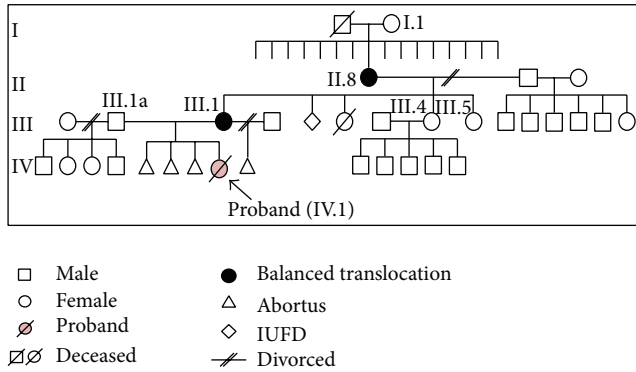 I
I.1
II
II.8
III.1a
III.1
III.4
III.5
III
IV
Proband (IV.1)
Male
Balanced translocation
Female
Abortus
Proband
IUFD
Deceased
Divorced